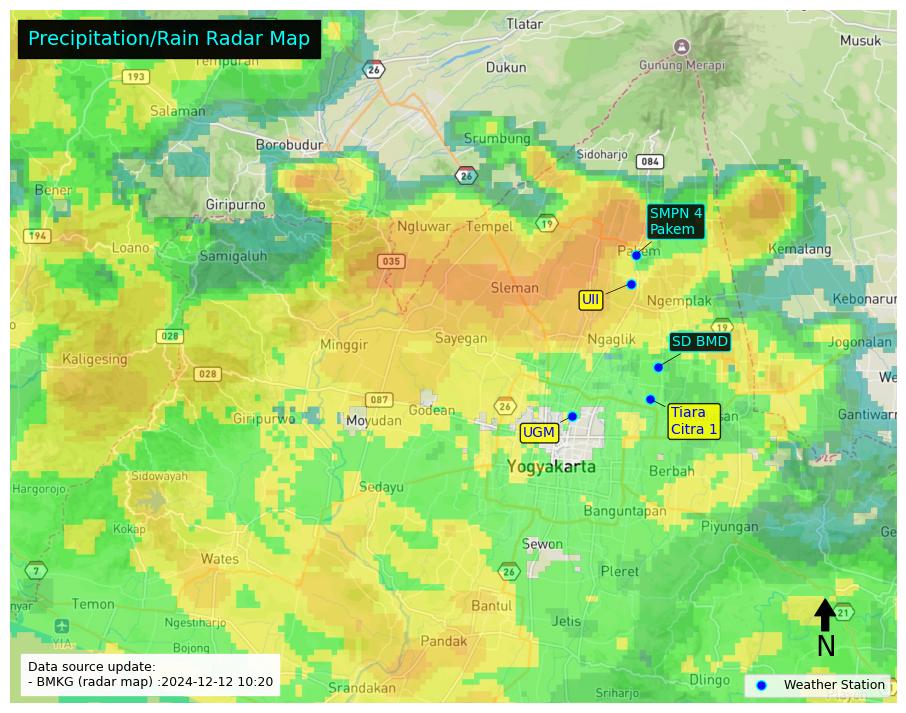 Precipitation/Rain Radar Map
Tlatar
Musuk
26
Gunung Merapi
Tempuran
Dukun
193
Salaman
Srumbung
Borobudur
Sidoharjo
084
26
Bener
Giripurno
SMPN 4
Pakem
Ngluwar
Tempel
19
194
Loano
Pakem
Kemalang
Samigaluh
035
Sleman
UII
Ngemplak
Kebonarum
028
19
Minggir
Sayegan
Ngaglik
SD BMD
Jogonalan
Kaligesing
028
We
087
26
Tiara
Citra 1
Gantiwarn
Giripurwo
Moyudan
Godean
UGM
Yogyakarta
Berbah
Sidowayah
Hargorojo
Sedayu
Banguntapan
Kokap
Piyungan
Sewon
Ge
Wates
7
26
Pleret
Temon
nyar
Bantul
21
Ngestiharjo
Jetis
YIA
Bojong
Pandak
N
Data source update:
- BMKG (radar map) :2024-12-12 10:20
Srandakan
Sriharjo
Dlingo
Weather Station